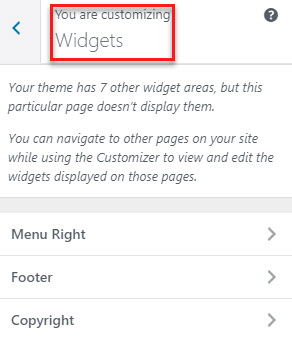 You are customizing
Widgets
Your theme has 7 other widget areas, but this
particular page doesn't display them.
You can navigate to other pages on your site
while using the Customizer to view and edit the
widgets displayed on those pages.
Menu Right
Footer
Copyright